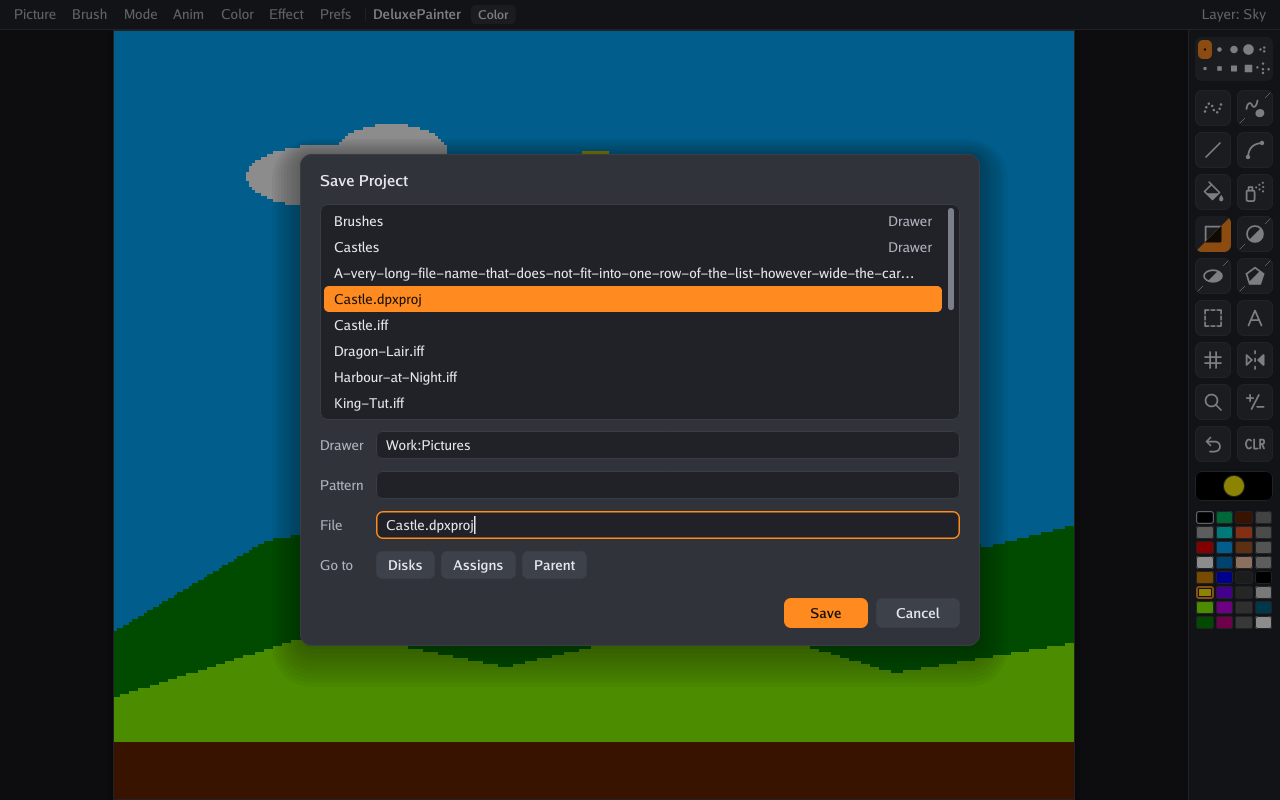 Picture Brush Mode Anim Color Effect Prefs DeluxePainter Color Layer: Sky
Save Project
Brushes Drawer
Castles Drawer
A-very-long-file-name-that-does-not-fit-into-one-row-of-the-list-however-wide-the-car...
Castle.dpxproj
Castle.iff
Dragon-Lair.iff
Harbour-at-Night.iff
King-Tut.iff
Drawer Work:Pictures
Pattern
File Castle.dpxproj
Go to Disks Assigns Parent
Save Cancel
A
CLR